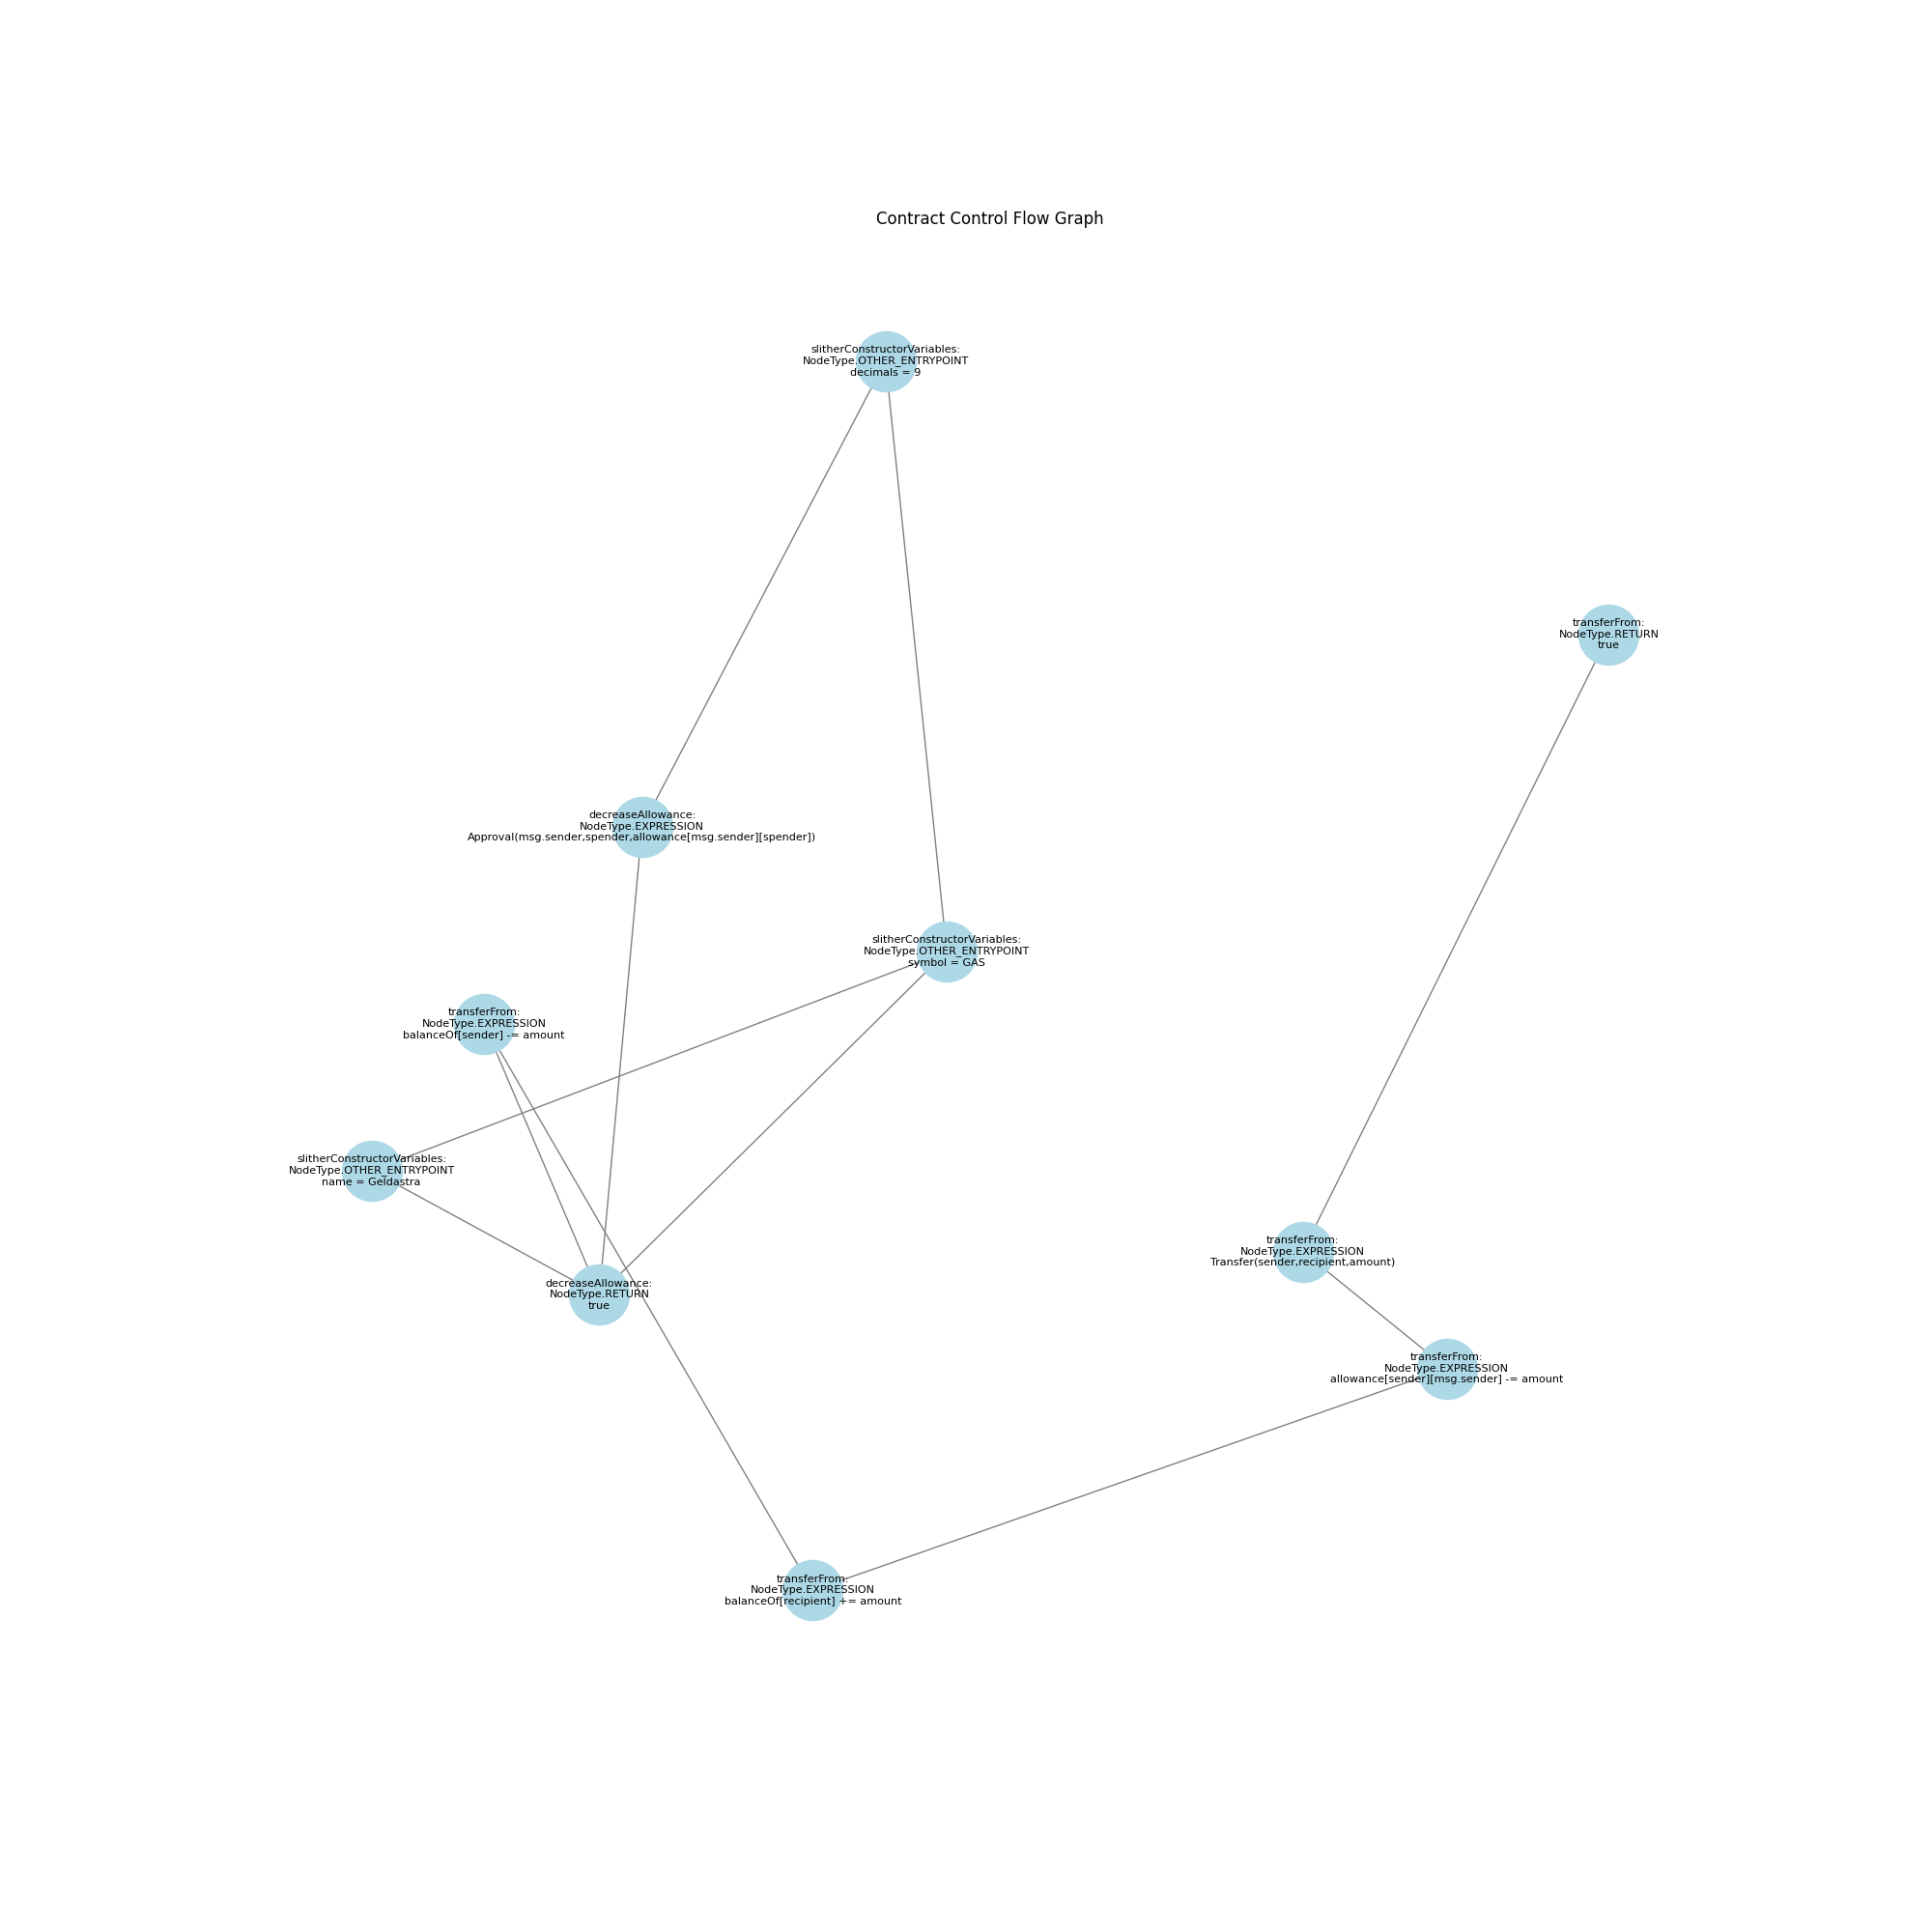 Contract Control Flow Graph
slitherConstructorVariables:
NodeType.OTHER_ENTRYPOINT
decimals = 9
transferFrom:
NodeType.RETURN
true
decreaseAllowance:
NodeType.EXPRESSION
Approval(msg.sender,spender,allowance[msg.sender][spender])
slitherConstructorVariables:
NodeType.OTHER_ENTRYPOINT
symbol = GAS
transferFrom:
NodeType.EXPRESSION
balanceOf[sender] -= amount
slitherConstructorVariables:
NodeType.OTHER_ENTRYPOINT
name = Geldastra
transferFrom:
NodeType.EXPRESSION
Transfer(sender,recipient,amount)
decreaseAllowance:
NodeType.RETURN
true
transferFrom:
NodeType.EXPRESSION
allowance[sender][msg.sender] -= amount
transferFrom:
NodeType.EXPRESSION
balanceOf[recipient] += amount